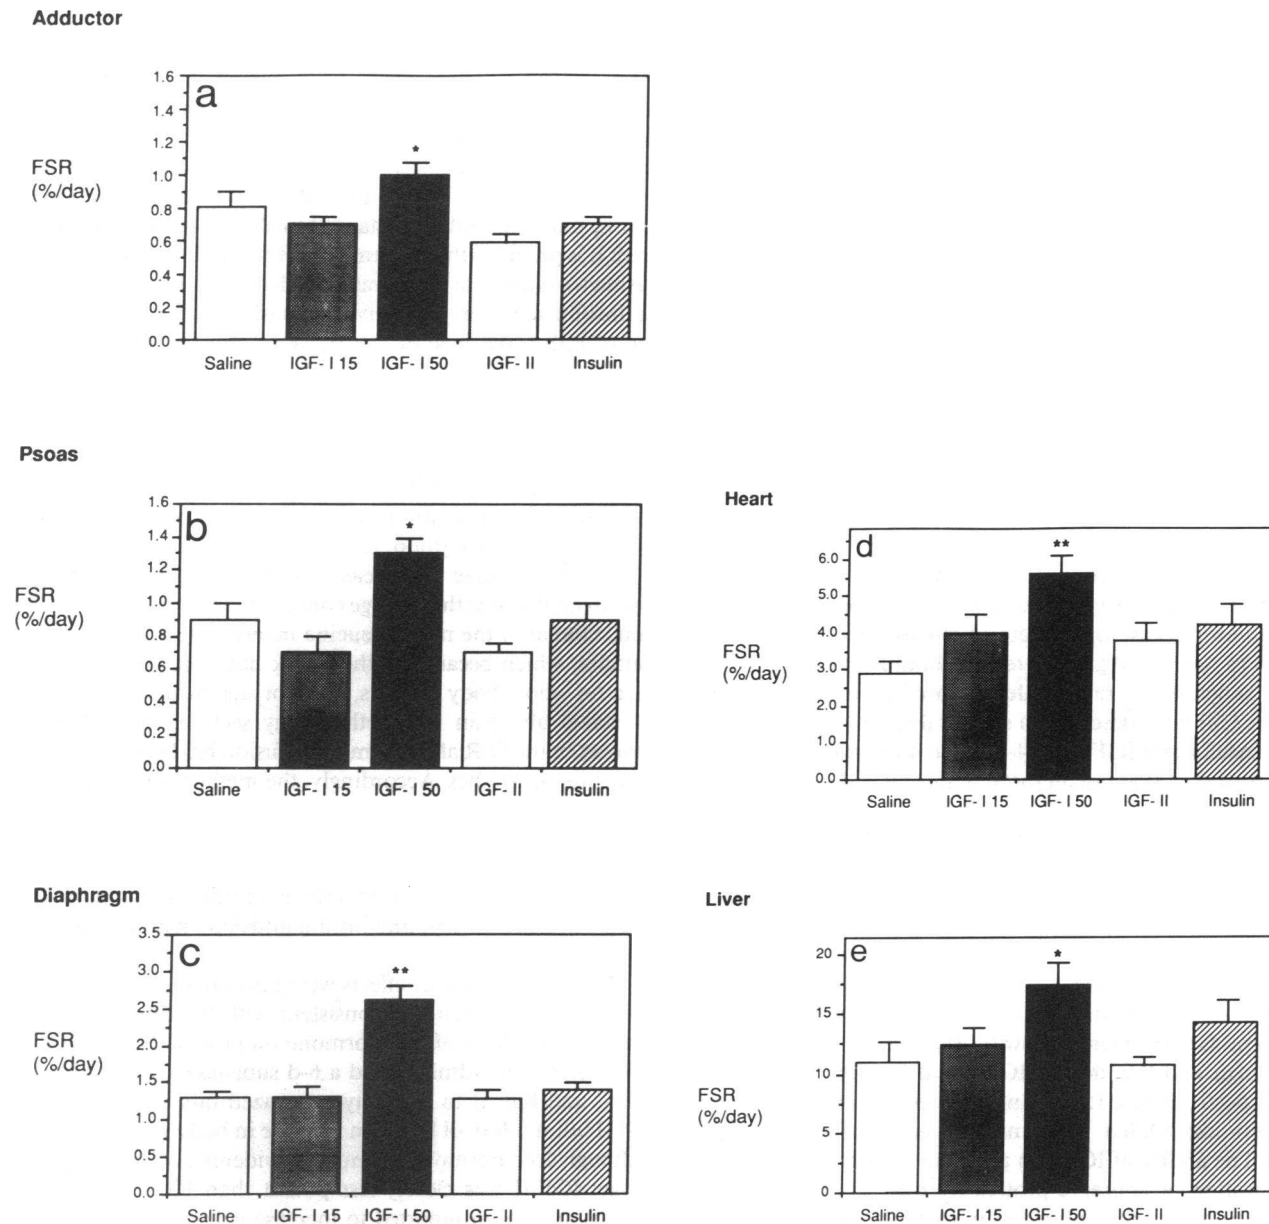 Adductor
a
1.6
1.4
1.2
1.0
0.8
0.6
0.4
0.2
0.0
FSR
(%/day)
*
Saline IGF- I 15 IGF- I 50 IGF- II Insulin
Psoas
b
1.6
1.4
1.2
1.0
0.8
0.6
0.4
0.2
0.0
FSR
(%/day)
*
Saline IGF- I 15 IGF- I 50 IGF- II Insulin
Heart
d
6.0
5.0
4.0
3.0
2.0
1.0
0.0
FSR
(%/day)
**
Saline IGF- I 15 IGF- I 50 IGF- II Insulin
Diaphragm
c
3.5
3.0
2.5
2.0
1.5
1.0
0.5
0.0
FSR
(%/day)
**
Saline IGF- I 15 IGF- I 50 IGF- II Insulin
Liver
e
20
15
10
5
0
FSR
(%/day)
*
Saline IGF- I 15 IGF- I 50 IGF- II Insulin